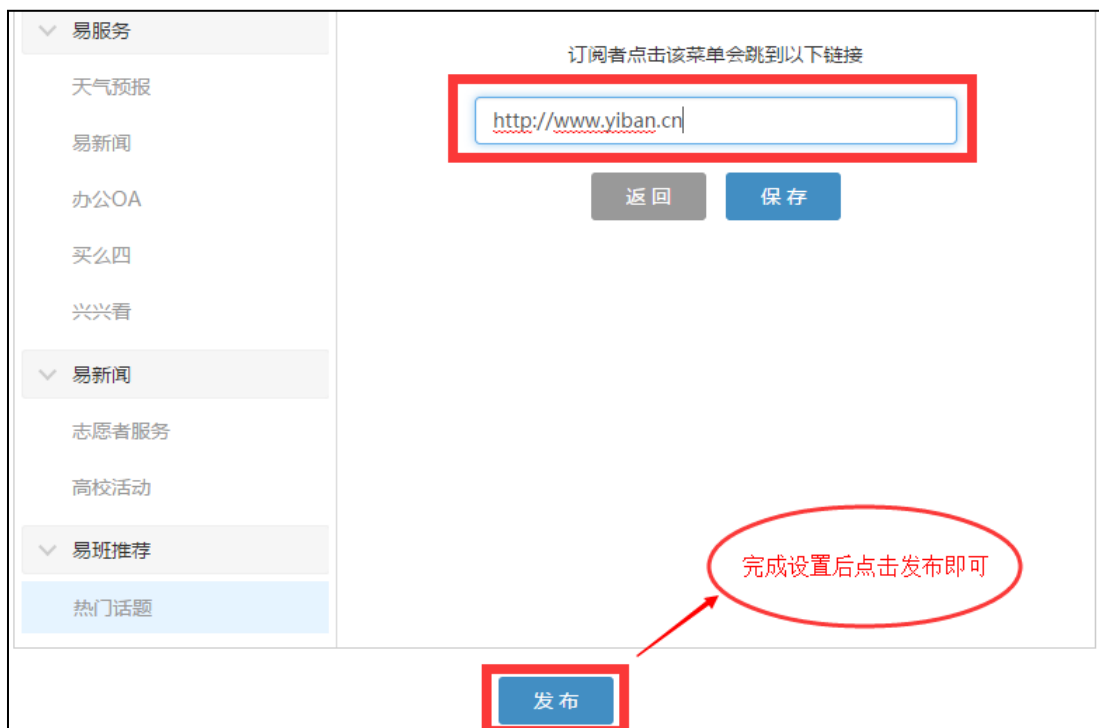 易服务
天气预报
易新闻
办公OA
买么四
兴兴看
易新闻
志愿者服务
高校活动
易班推荐
热门话题
订阅者点击该菜单会跳到以下链接
http://www.yiban.cn
返回
保存
完成设置后点击发布即可
发布